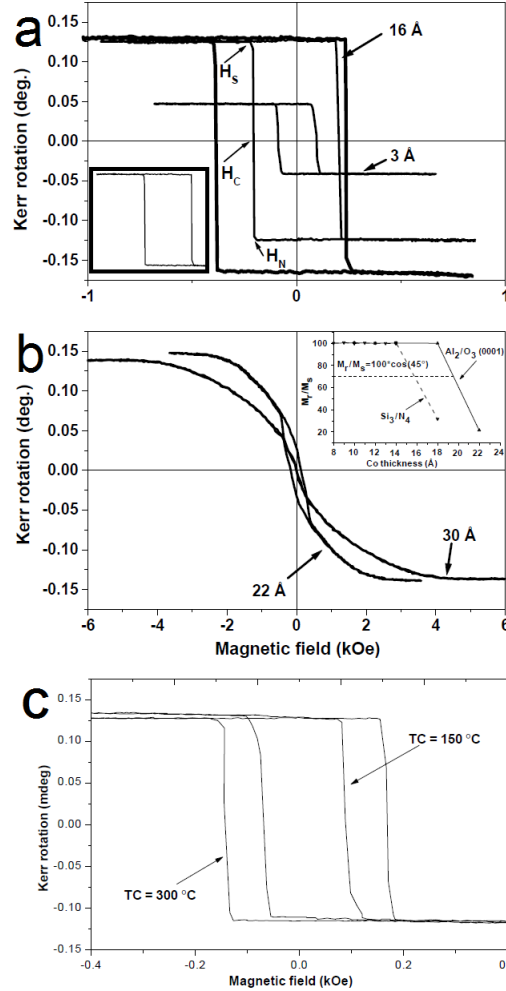 a
0.15
0.10
0.05
0.00
-0.05
-0.10
-0.15
Kerr rotation (deg.)
16 Å
3 Å
H_S
H_C
H_N
-1
0
1
b
0.15
0.10
0.05
0.00
-0.05
-0.10
-0.15
Kerr rotation (deg.)
22 Å
30 Å
-6
-4
-2
0
2
4
6
Magnetic field (kOe)
100
80
60
40
20
M_r/M_s
M_r/M_s=100*cos(45°)
Al_2/O_3 (0001)
Si_3/N_4
8 10 12 14 16 18 20 22 24
Co thickness (Å)
c
0.15
0.10
0.05
0.00
0.05
0.10
0.15
Kerr rotation (mdeg)
TC = 150 °C
TC = 300 °C
-0.4
-0.2
0.0
0.2
Magnetic field (kOe)